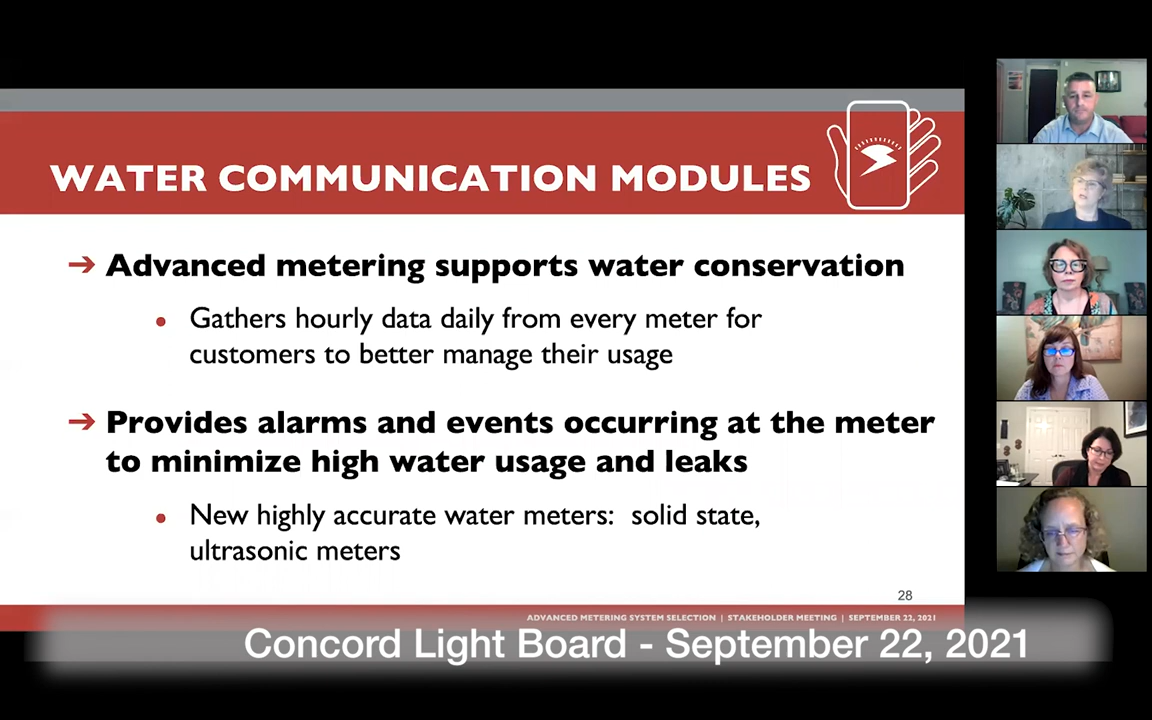 WATER COMMUNICATION MODULES
➔ Advanced metering supports water conservation
• Gathers hourly data daily from every meter for
customers to better manage their usage
➔ Provides alarms and events occurring at the meter
to minimize high water usage and leaks
• New highly accurate water meters: solid state,
ultrasonic meters
28
ADVANCED METERING SYSTEM SELECTION | STAKEHOLDER MEETING | SEPTEMBER 22, 2021
Concord Light Board - September 22, 2021